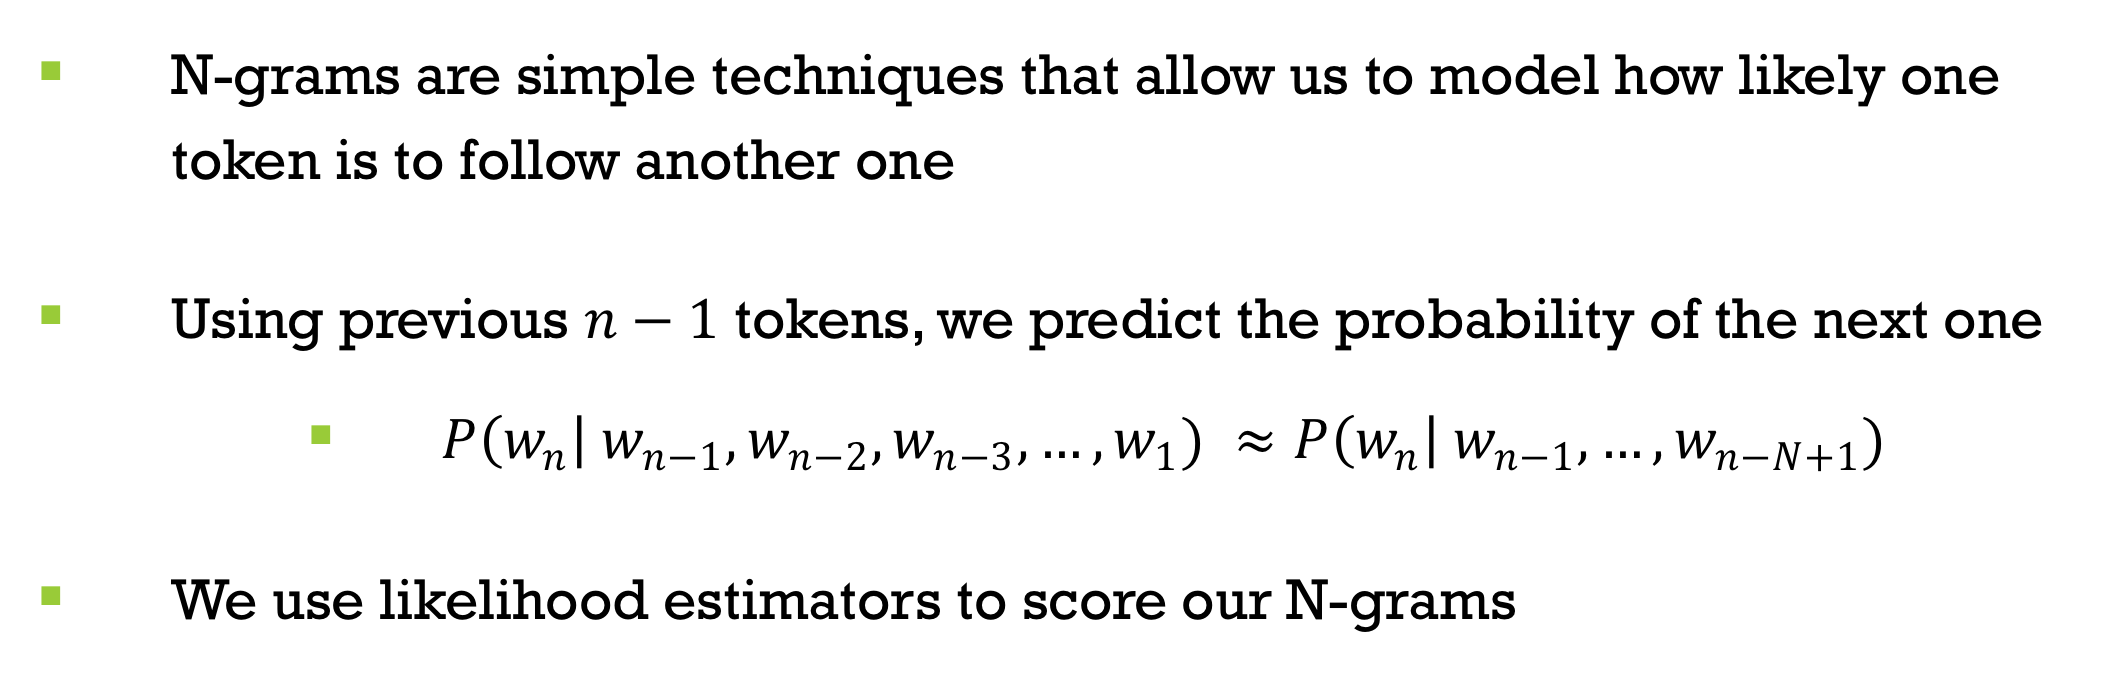 N-grams are simple techniques that allow us to model how likely one
token is to follow another one
Using previous n − 1 tokens, we predict the probability of the next one
P(wₙ| wₙ₋₁, wₙ₋₂, wₙ₋₃, … , w₁) ≈ P(wₙ| wₙ₋₁, … , w_{n−N+1})
We use likelihood estimators to score our N-grams